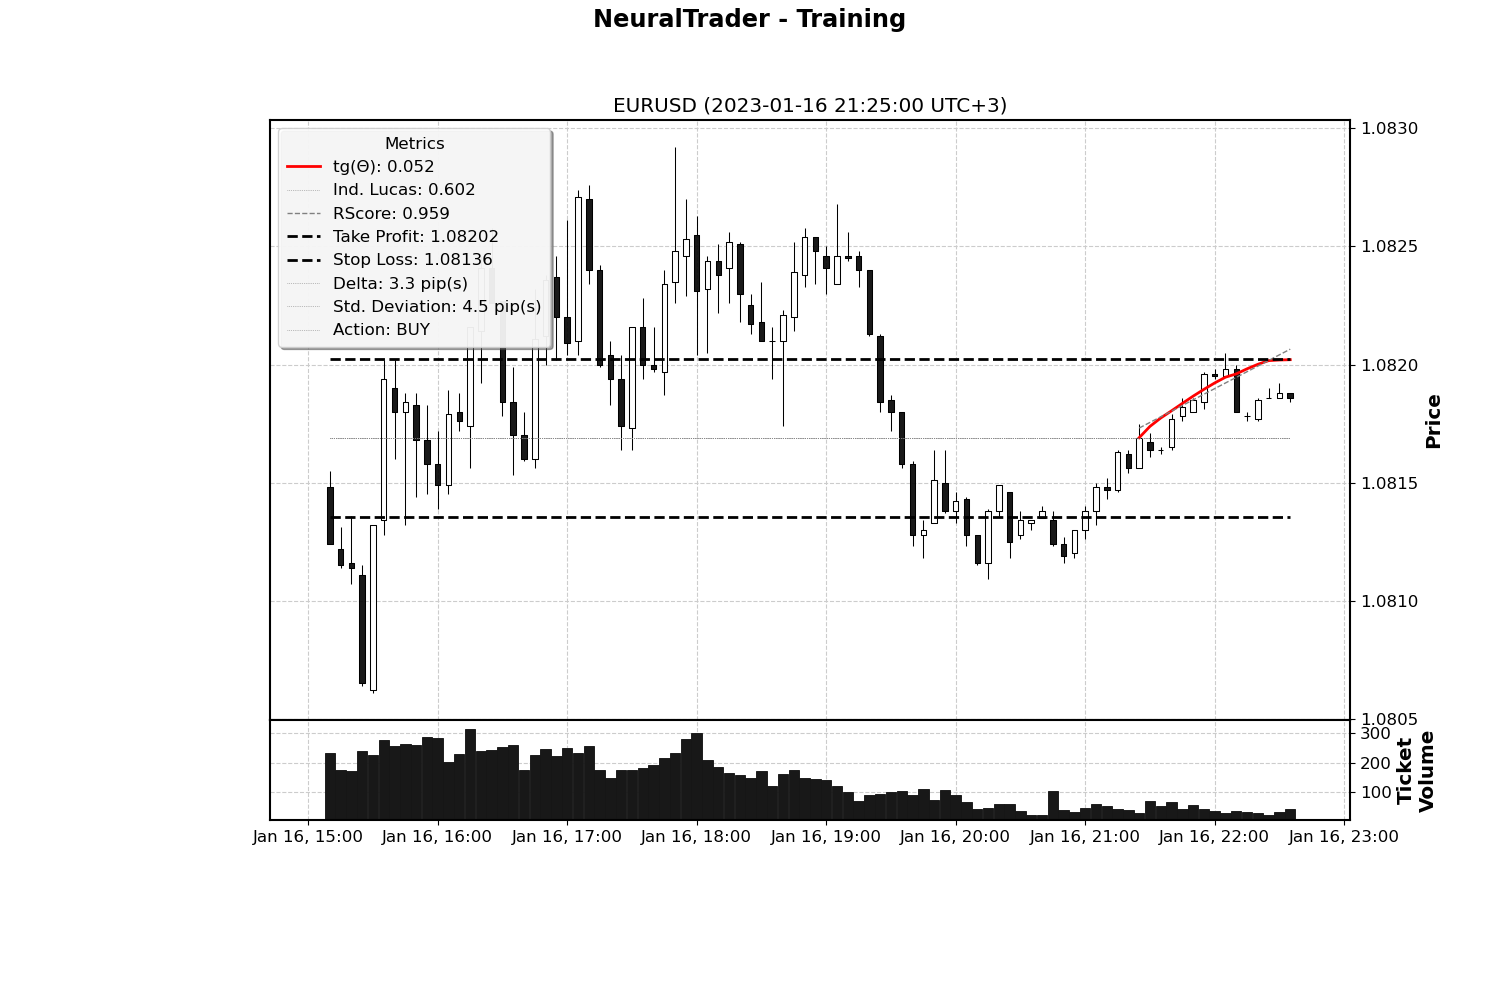 NeuralTrader - Training
EURUSD (2023-01-16 21:25:00 UTC+3)
Metrics
tg(Θ): 0.052
Ind. Lucas: 0.602
RScore: 0.959
Take Profit: 1.08202
Stop Loss: 1.08136
Delta: 3.3 pip(s)
Std. Deviation: 4.5 pip(s)
Action: BUY
1.0830
1.0825
1.0820
1.0815
1.0810
1.0805
Price
300
200
100
Ticket
Volume
Jan 16, 15:00
Jan 16, 16:00
Jan 16, 17:00
Jan 16, 18:00
Jan 16, 19:00
Jan 16, 20:00
Jan 16, 21:00
Jan 16, 22:00
Jan 16, 23:00